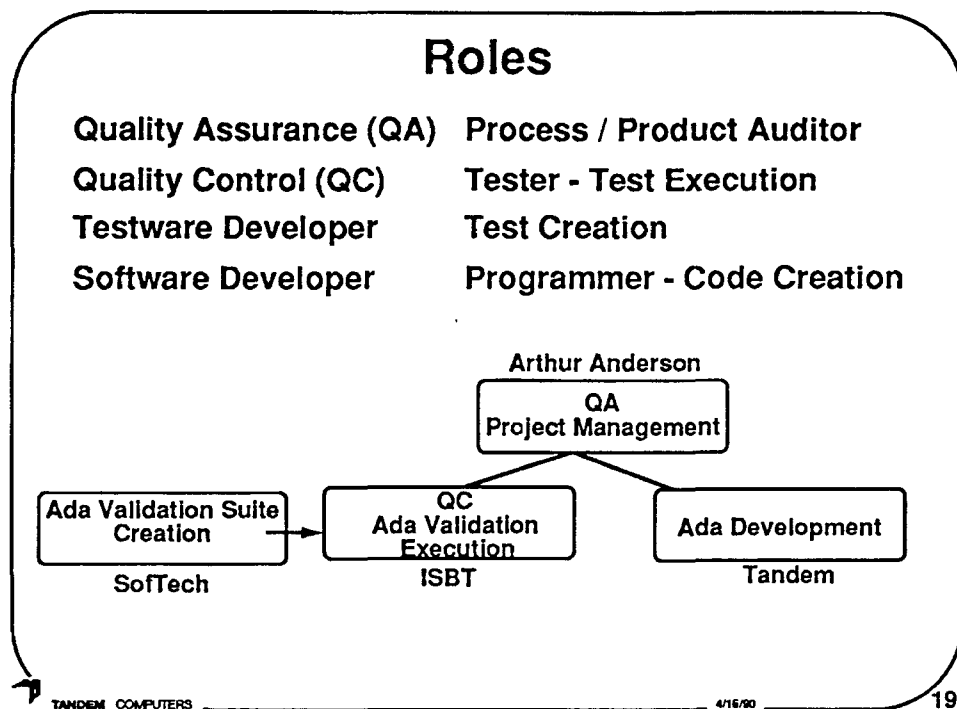 Roles
Quality Assurance (QA) Process / Product Auditor
Quality Control (QC) Tester - Test Execution
Testware Developer Test Creation
Software Developer Programmer - Code Creation
Arthur Anderson
QA
Project Management
Ada Validation Suite
Creation
SofTech
QC
Ada Validation
Execution
ISBT
Ada Development
Tandem
TANDEM COMPUTERS 4/16/90 19